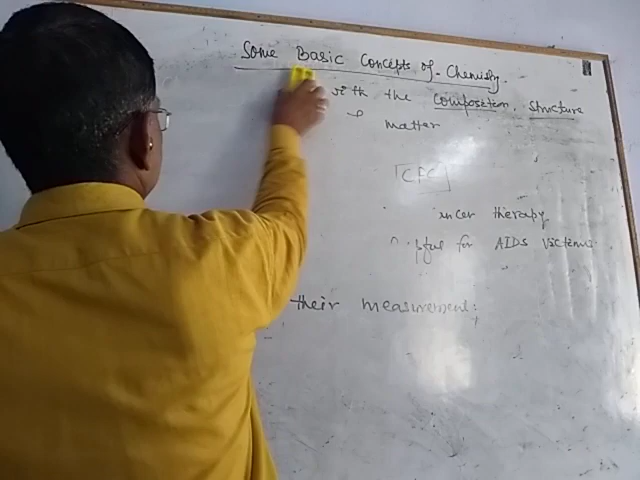 Some Basic Concepts of Chemistry.
with the composition, structure
matter
CFC
therapy
for AIDS victims.
their measurement: